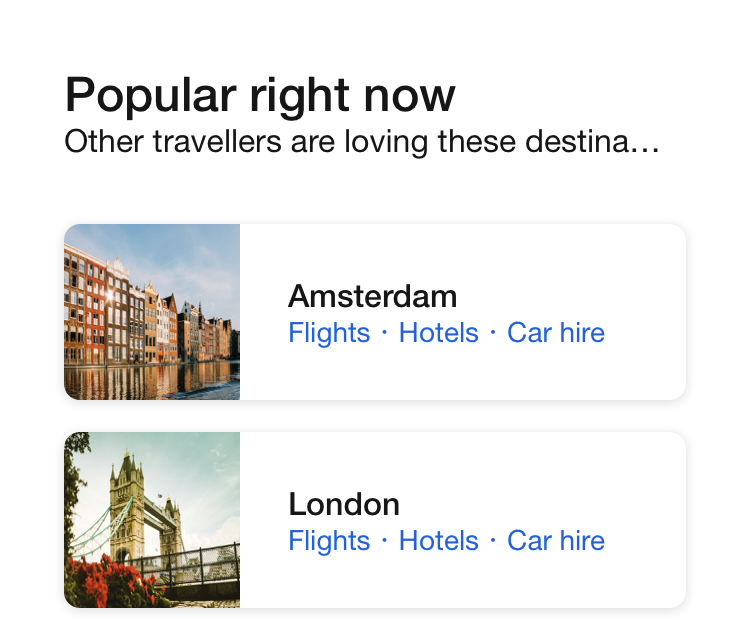 Popular right now
Other travellers are loving these destina…
Amsterdam
Flights · Hotels · Car hire
London
Flights · Hotels · Car hire